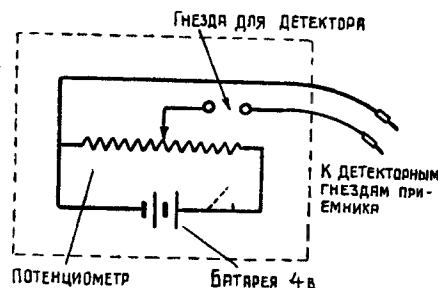 ГНЕЗДА ДЛЯ ДЕТЕКТОРА
К ДЕТЕКТОРНЫМ
ГНЕЗДАМ ПРИ-
ЕМНИКА
ПОТЕНЦИОМЕТР
БАТАРЕЯ 4в